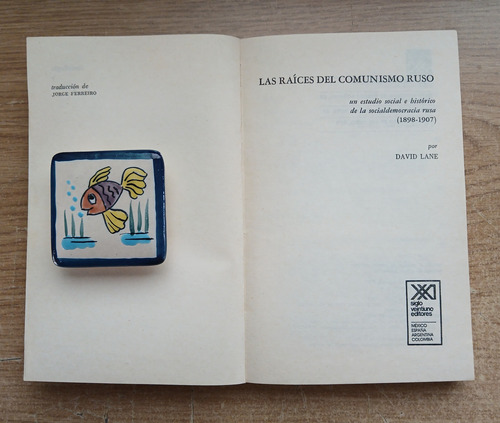 traducción de
JORGE FERREIRO
LAS RAÍCES DEL COMUNISMO RUSO
un estudio social e histórico
de la socialdemocracia rusa
(1898-1907)
por
DAVID LANE
siglo
veintiuno
editores
MÉXICO
ESPAÑA
ARGENTINA
COLOMBIA